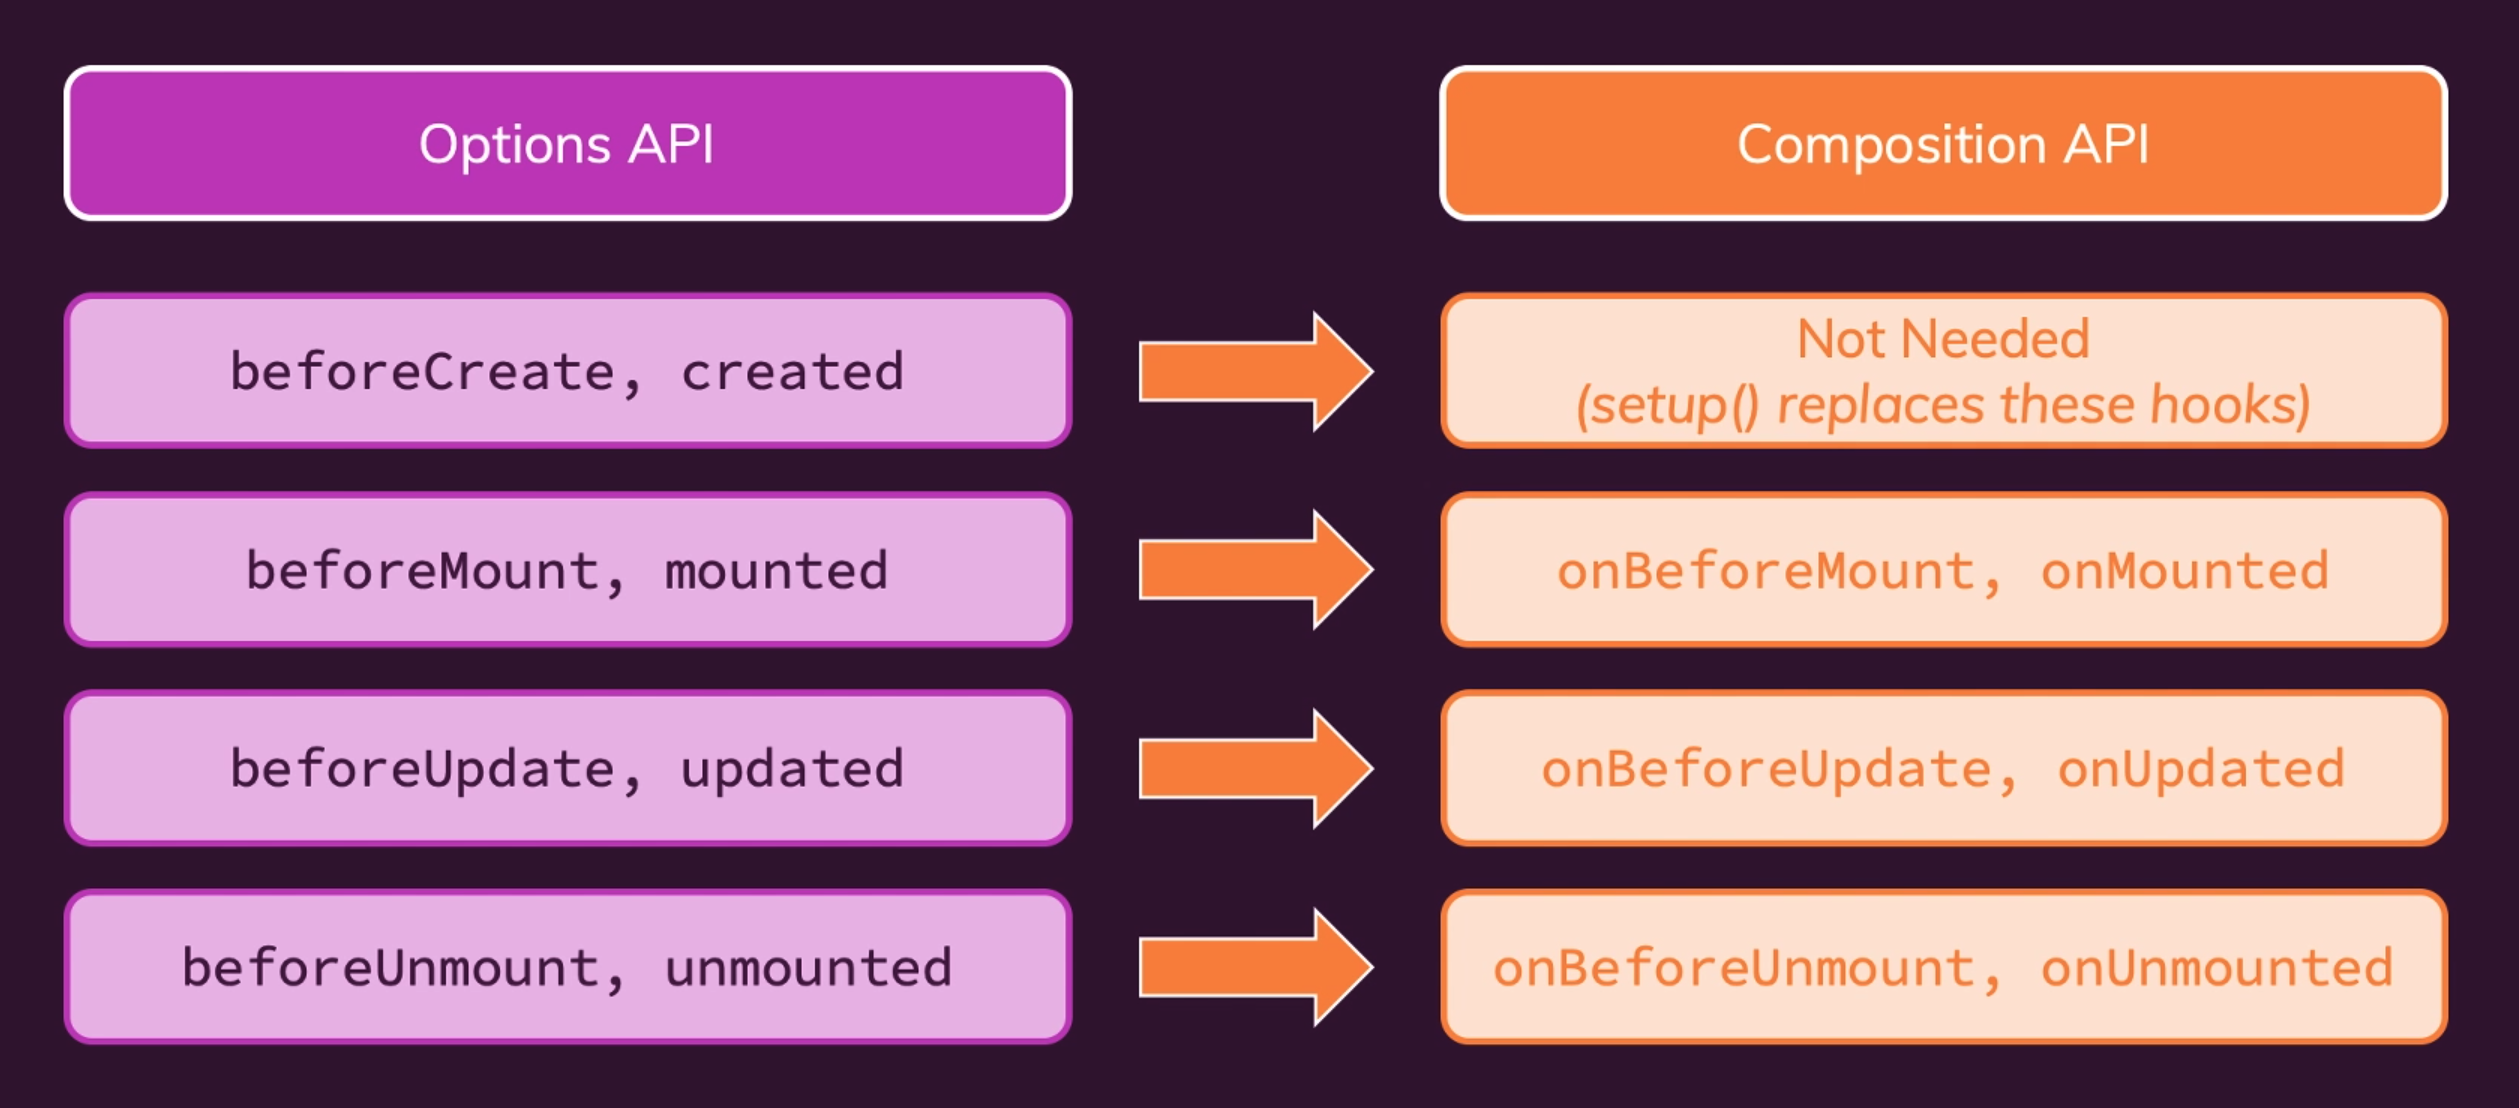 Options API
Composition API
beforeCreate, created
Not Needed
(setup() replaces these hooks)
beforeMount, mounted
onBeforeMount, onMounted
beforeUpdate, updated
onBeforeUpdate, onUpdated
beforeUnmount, unmounted
onBeforeUnmount, onUnmounted